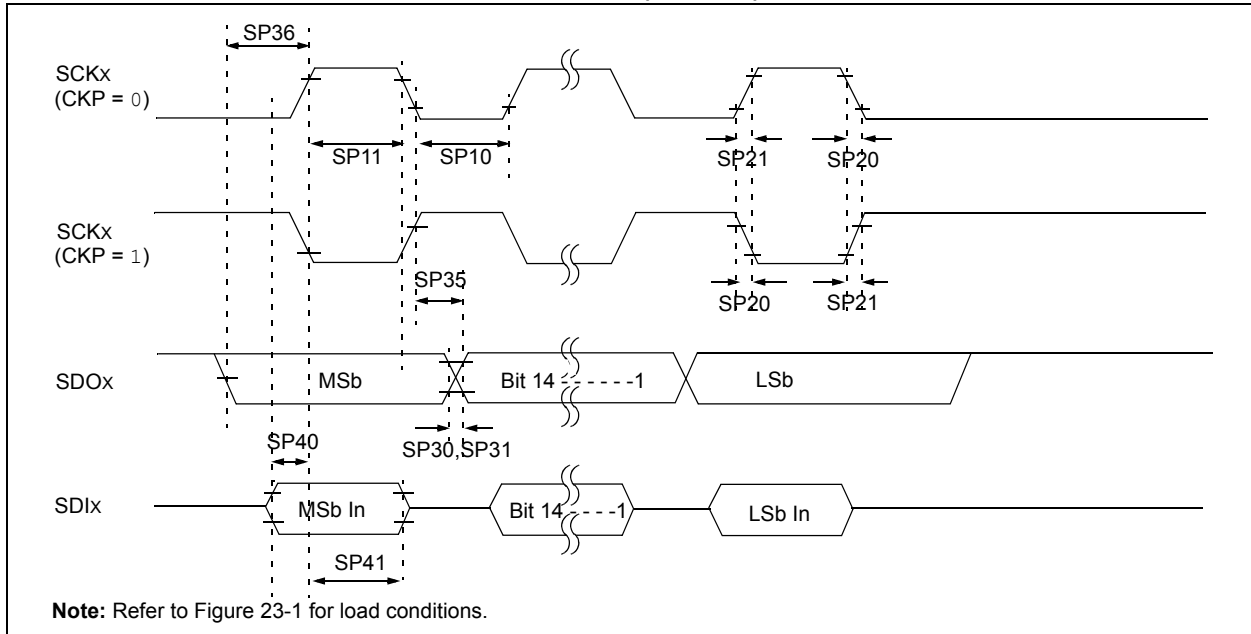 SP36
SCKx
(CKP = 0)
SP11
SP10
SP21
SP20
SCKx
(CKP = 1)
SP35
SP20
SP21
SDOx
MSb
Bit 14 - - - - - -1
LSb
SP40
SP30,SP31
SDIx
MSb In
Bit 14 - - - -1
LSb In
SP41
Note: Refer to Figure 23-1 for load conditions.